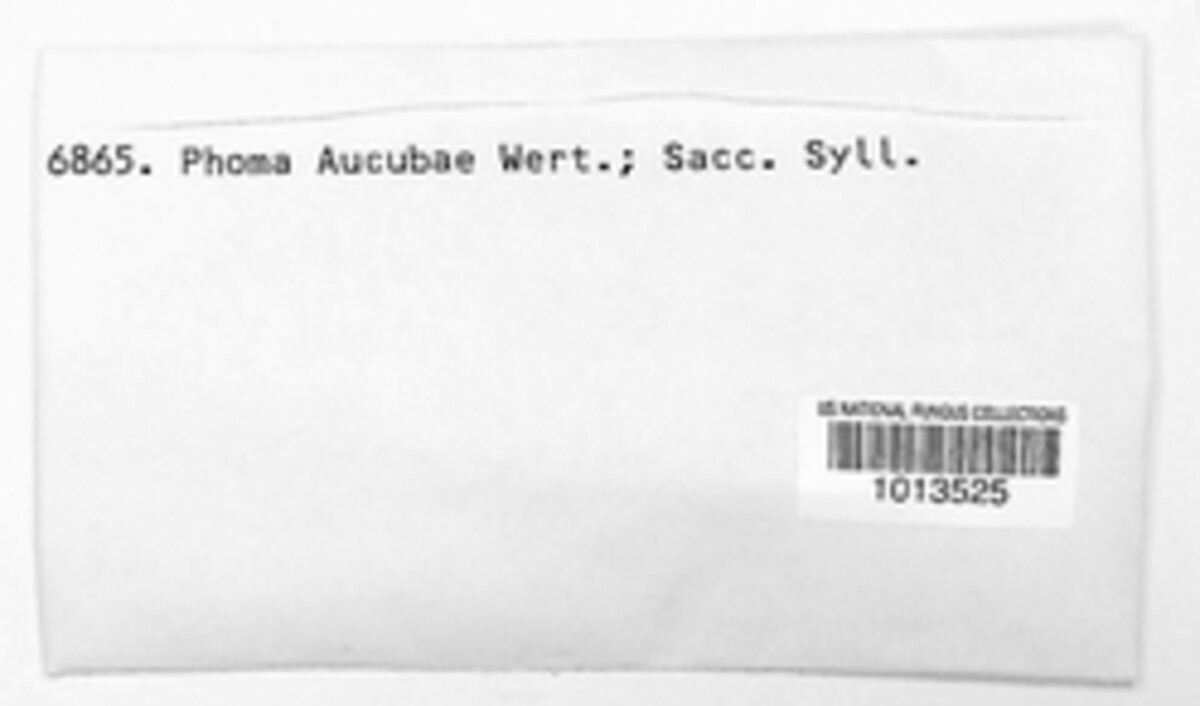 6865. Phoma Aucubae Wert.; Sacc. Syll.
US NATIONAL FUNGUS COLLECTIONS
1013525